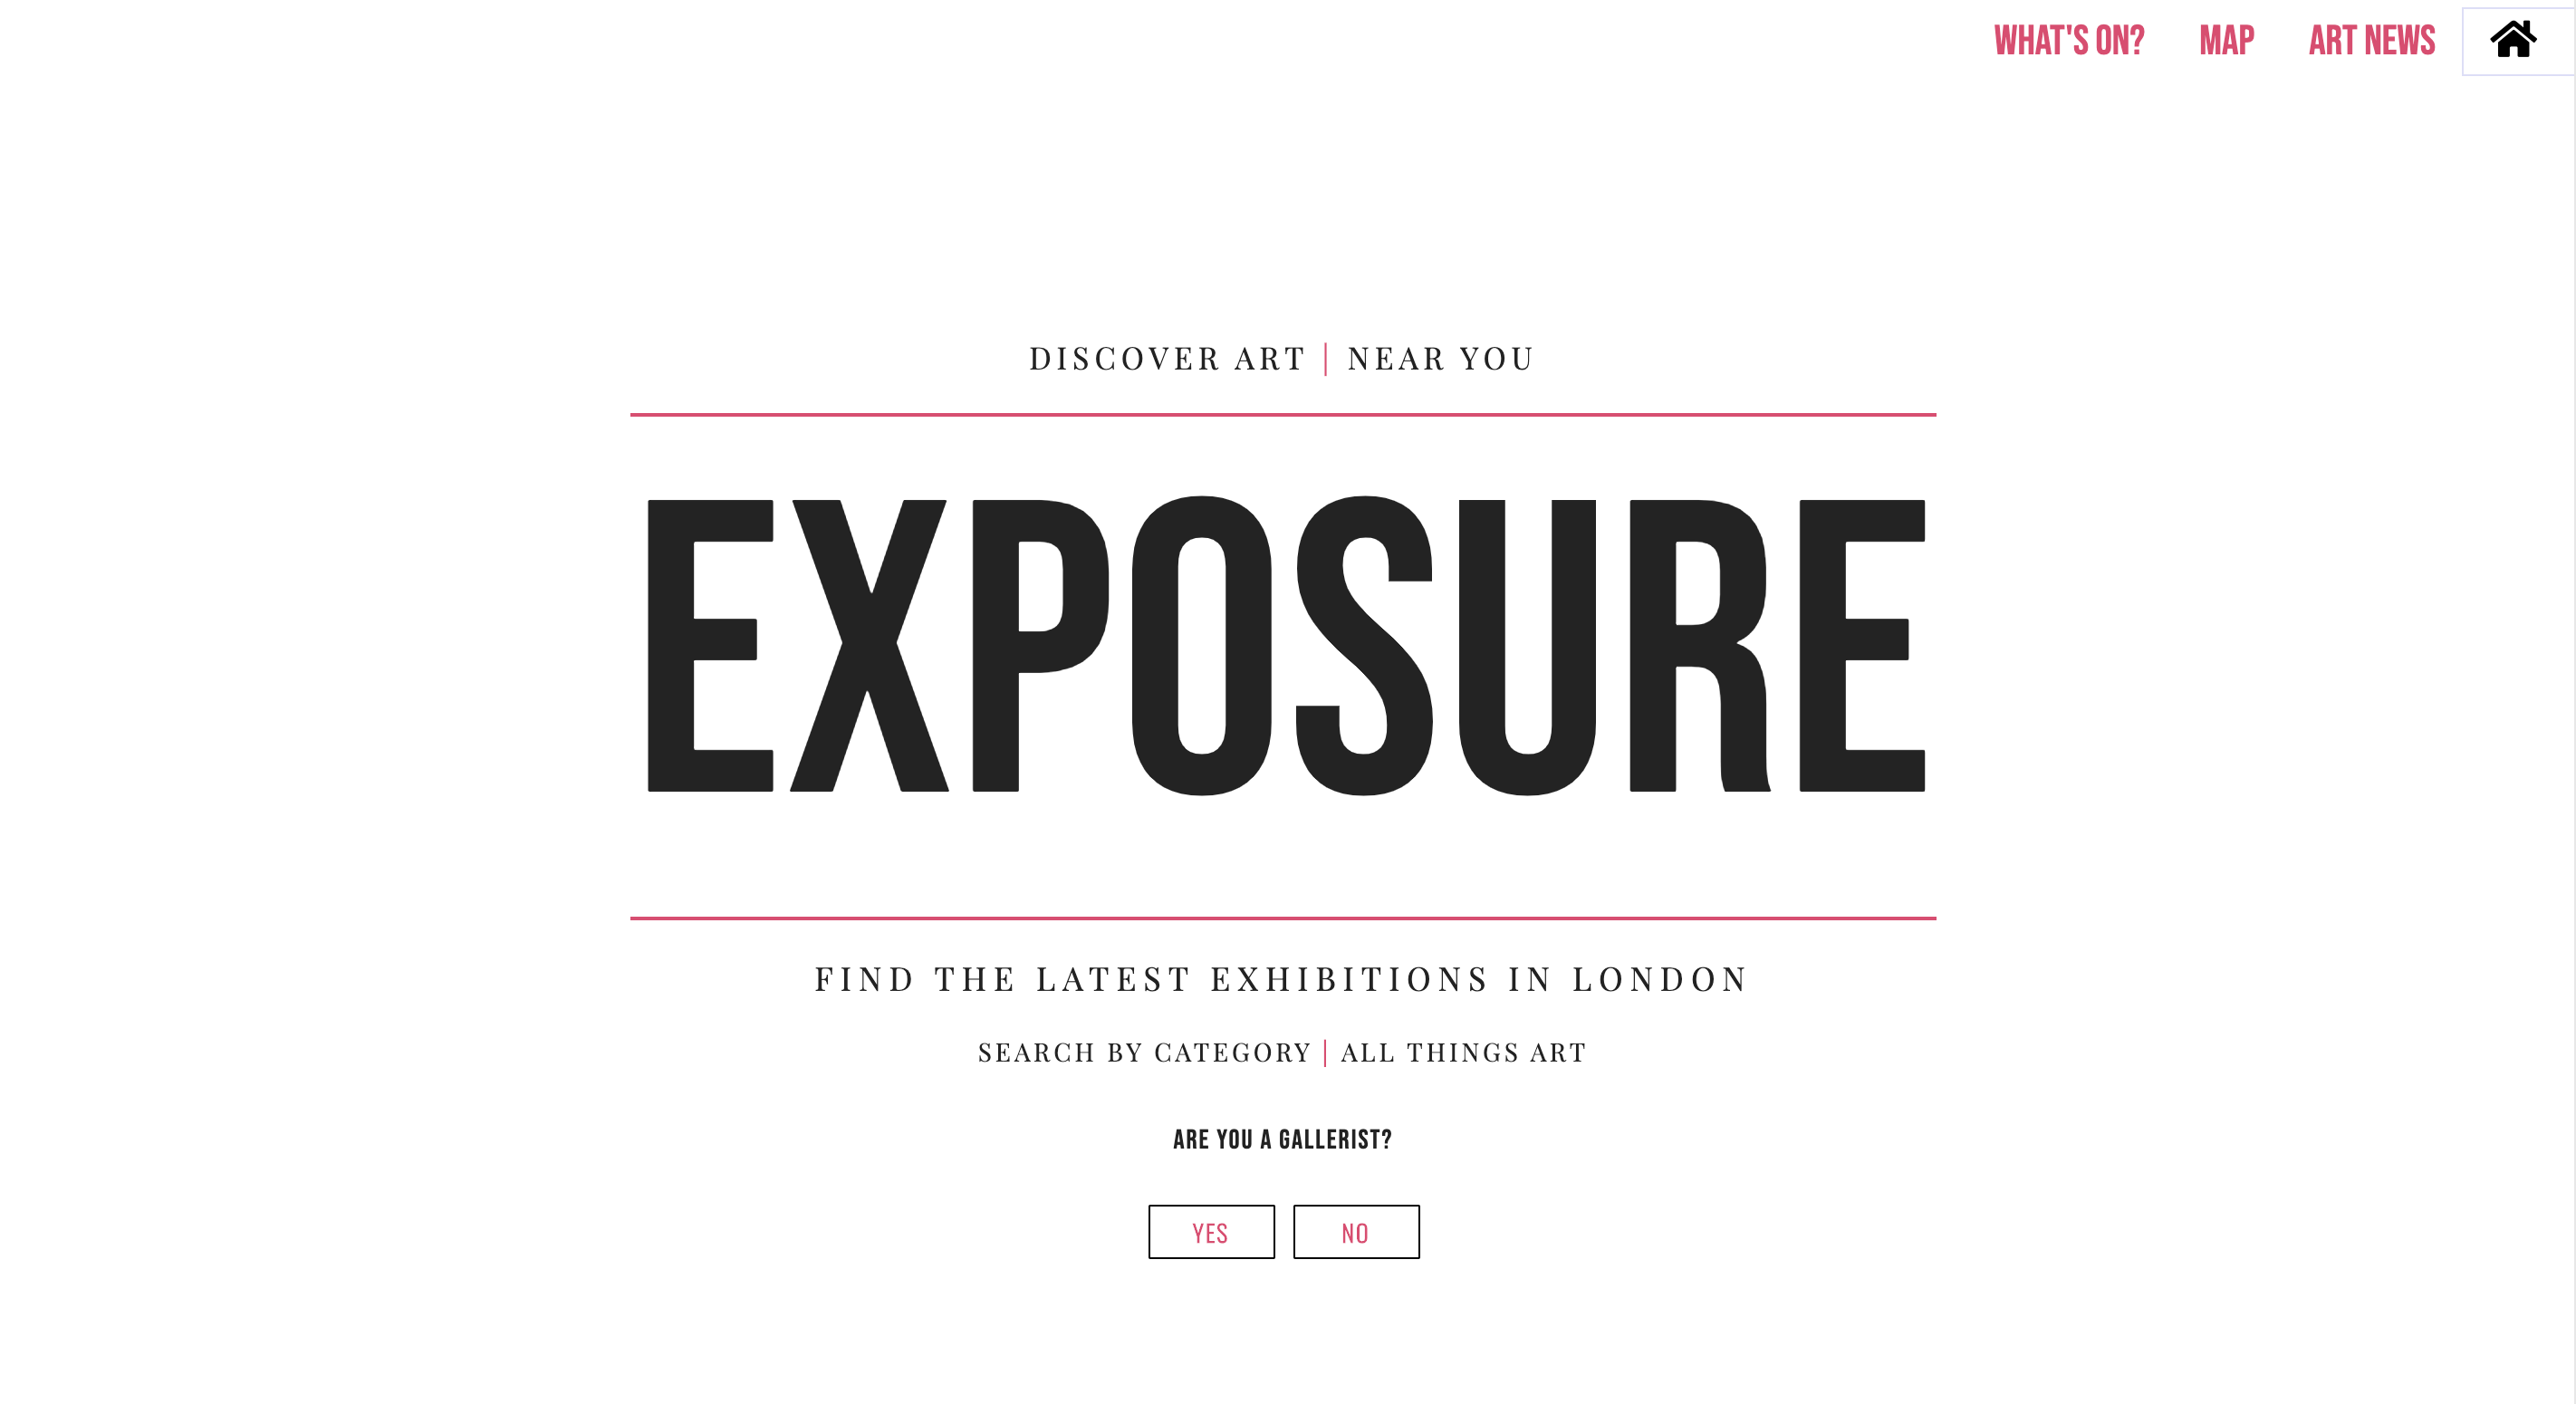 WHAT'S ON? MAP ART NEWS
DISCOVER ART | NEAR YOU
EXPOSURE
FIND THE LATEST EXHIBITIONS IN LONDON
SEARCH BY CATEGORY | ALL THINGS ART
ARE YOU A GALLERIST?
YES NO